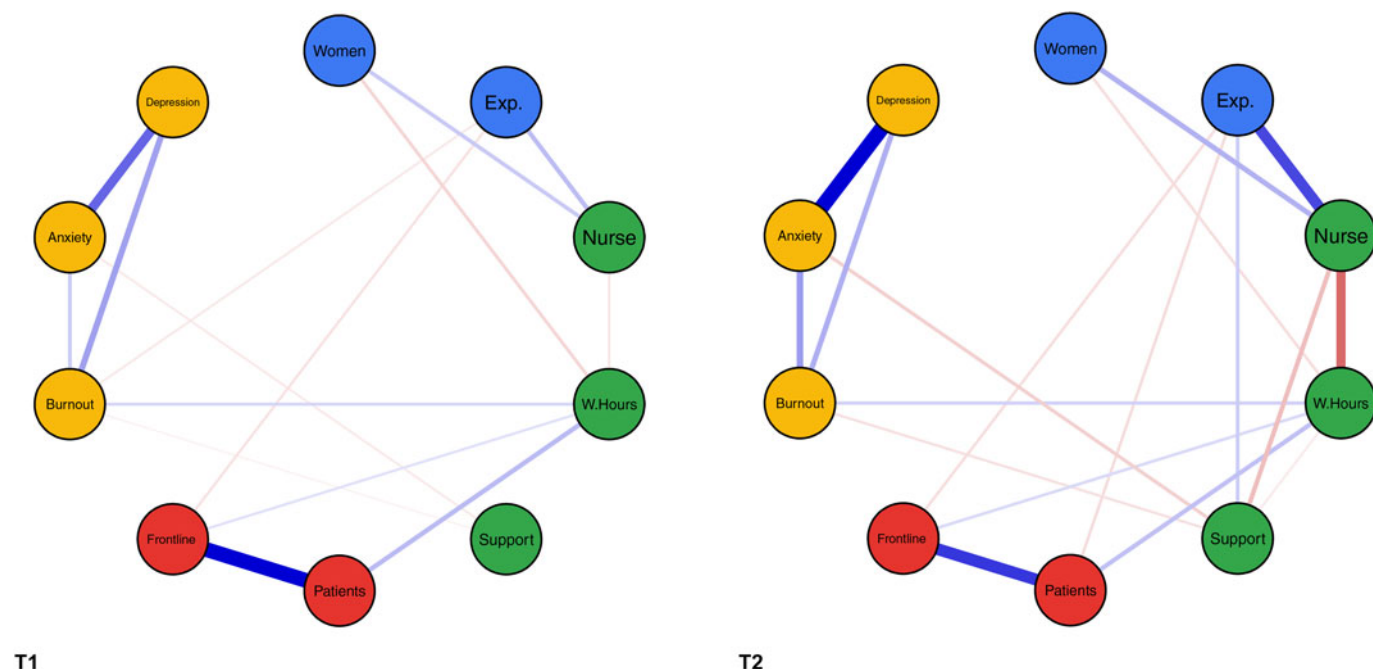 Women
Exp.
Depression
Anxiety
Nurse
Burnout
W.Hours
Frontline
Support
Patients
T1
Women
Exp.
Depression
Anxiety
Nurse
Burnout
W.Hours
Frontline
Support
Patients
T2